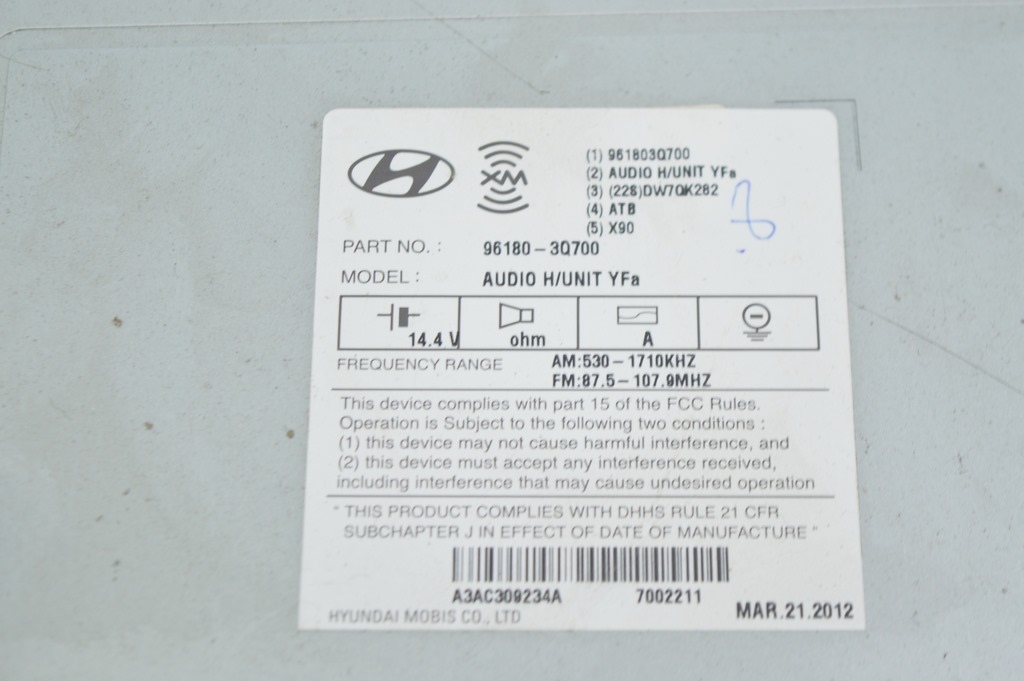 XM
(1) 961803Q700
(2) AUDIO H/UNIT YFa
(3) (228)DW7QK282
(4) ATB
(5) X90
PART NO. : 96180-3Q700
MODEL : AUDIO H/UNIT YFa
14.4 V ohm A
FREQUENCY RANGE AM:530-1710KHZ
FM:87.5-107.9MHZ
This device complies with part 15 of the FCC Rules.
Operation is Subject to the following two conditions :
(1) this device may not cause harmful interference, and
(2) this device must accept any interference received,
including interference that may cause undesired operation
" THIS PRODUCT COMPLIES WITH DHHS RULE 21 CFR
SUBCHAPTER J IN EFFECT OF DATE OF MANUFACTURE "
A3AC309234A 7002211
HYUNDAI MOBIS CO., LTD MAR.21.2012